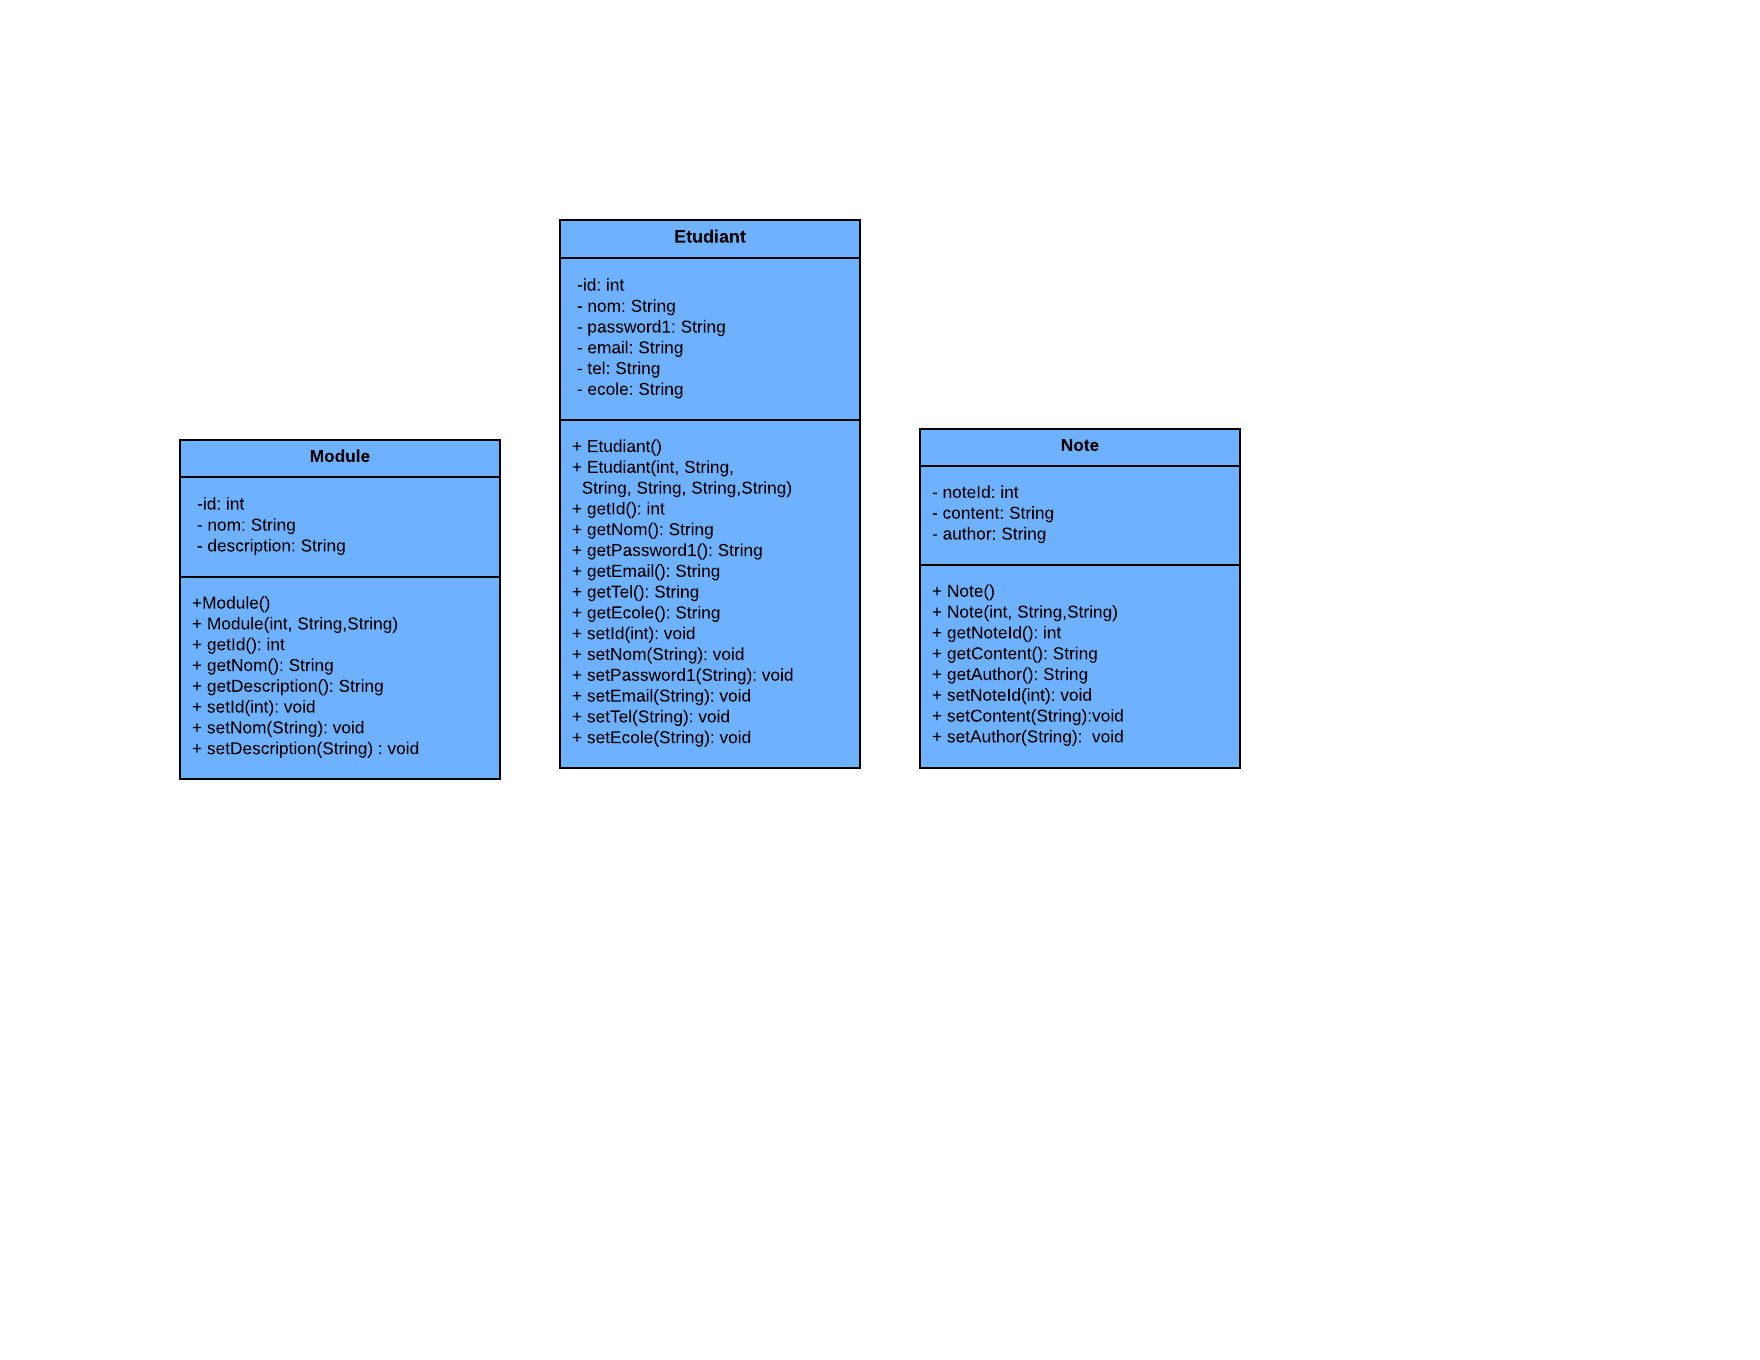 Module
-id: int
- nom: String
- description: String
+Module()
+ Module(int, String,String)
+ getId(): int
+ getNom(): String
+ getDescription(): String
+ setId(int): void
+ setNom(String): void
+ setDescription(String) : void
Etudiant
-id: int
- nom: String
- password1: String
- email: String
- tel: String
- ecole: String
+ Etudiant()
+ Etudiant(int, String,
String, String, String,String)
+ getId(): int
+ getNom(): String
+ getPassword1(): String
+ getEmail(): String
+ getTel(): String
+ getEcole(): String
+ setId(int): void
+ setNom(String): void
+ setPassword1(String): void
+ setEmail(String): void
+ setTel(String): void
+ setEcole(String): void
Note
- noteId: int
- content: String
- author: String
+ Note()
+ Note(int, String,String)
+ getNoteId(): int
+ getContent(): String
+ getAuthor(): String
+ setNoteId(int): void
+ setContent(String):void
+ setAuthor(String):  void